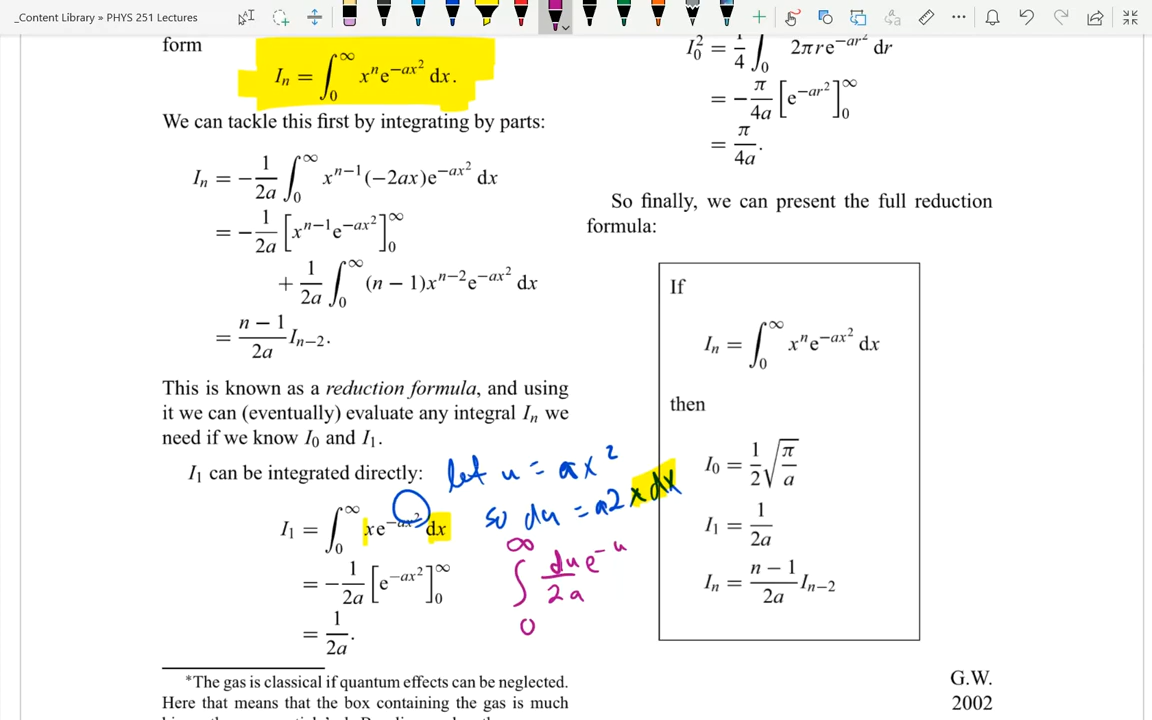 _Content Library » PHYS 251 Lectures
form
I_n = ∫_0^∞ x^n e^{−ax²} dx.
We can tackle this first by integrating by parts:
I_n = −1/2a ∫_0^∞ x^{n−1}(−2ax)e^{−ax²} dx
= −1/2a [x^{n−1}e^{−ax²}]_0^∞
+ 1/2a ∫_0^∞ (n − 1)x^{n−2}e^{−ax²} dx
= n − 1/2a I_{n−2}.
This is known as a reduction formula, and using
it we can (eventually) evaluate any integral I_n we
need if we know I_0 and I_1.
I_1 can be integrated directly:
let u = ax²
so du = a2xdx
I_1 = ∫_0^∞ xe^{−ax²} dx
= −1/2a [e^{−ax²}]_0^∞
= 1/2a.
∫_0^∞ du/2a e^{−u}
*The gas is classical if quantum effects can be neglected.
Here that means that the box containing the gas is much
I_0² = 1/4 ∫_0 2πre^{−ar²} dr
= −π/4a [e^{−ar²}]_0^∞
= π/4a.
So finally, we can present the full reduction
formula:
If
I_n = ∫_0^∞ x^n e^{−ax²} dx
then
I_0 = 1/2 √(π/a)
I_1 = 1/2a
I_n = n − 1/2a I_{n−2}
G.W.
2002